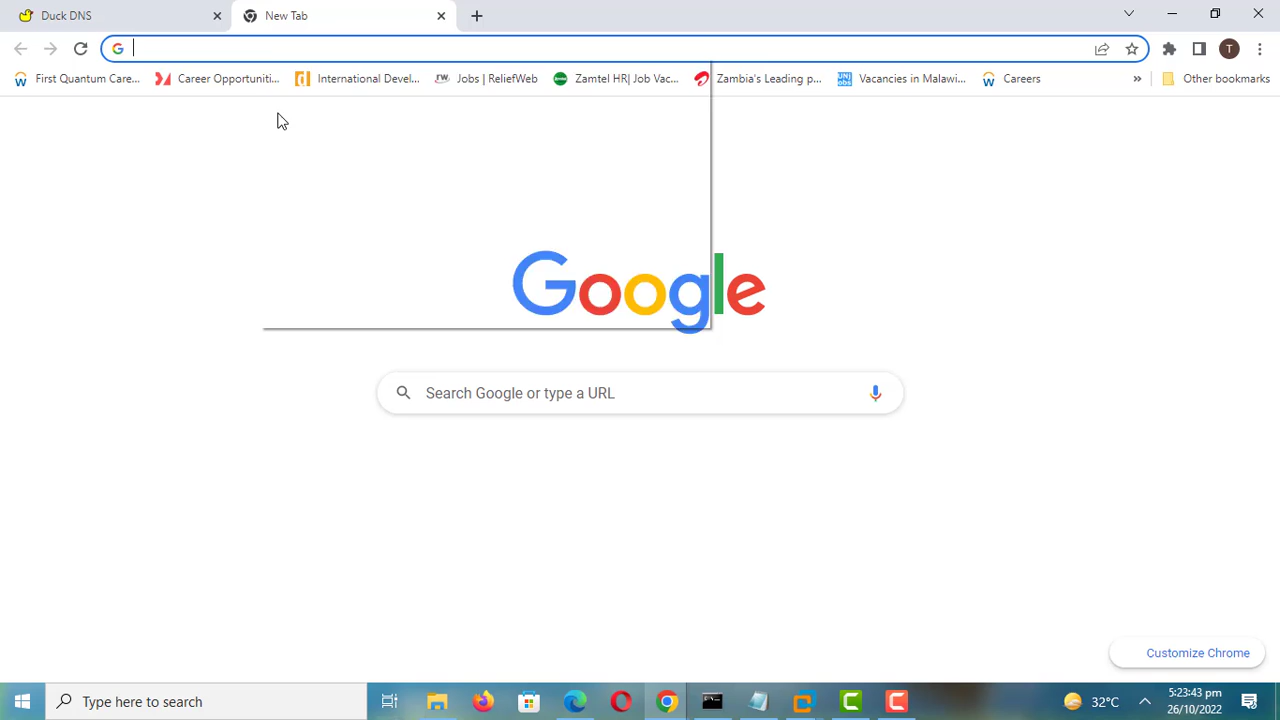 Duck DNS
New Tab
First Quantum Care...
Career Opportuniti...
International Devel...
Jobs | ReliefWeb
Zamtel HR| Job Vac...
Zambia's Leading p...
Vacancies in Malawi...
Careers
»
Other bookmarks
T
Google
Search Google or type a URL
Customize Chrome
Type here to search
32°C
5:23:43 pm
26/10/2022